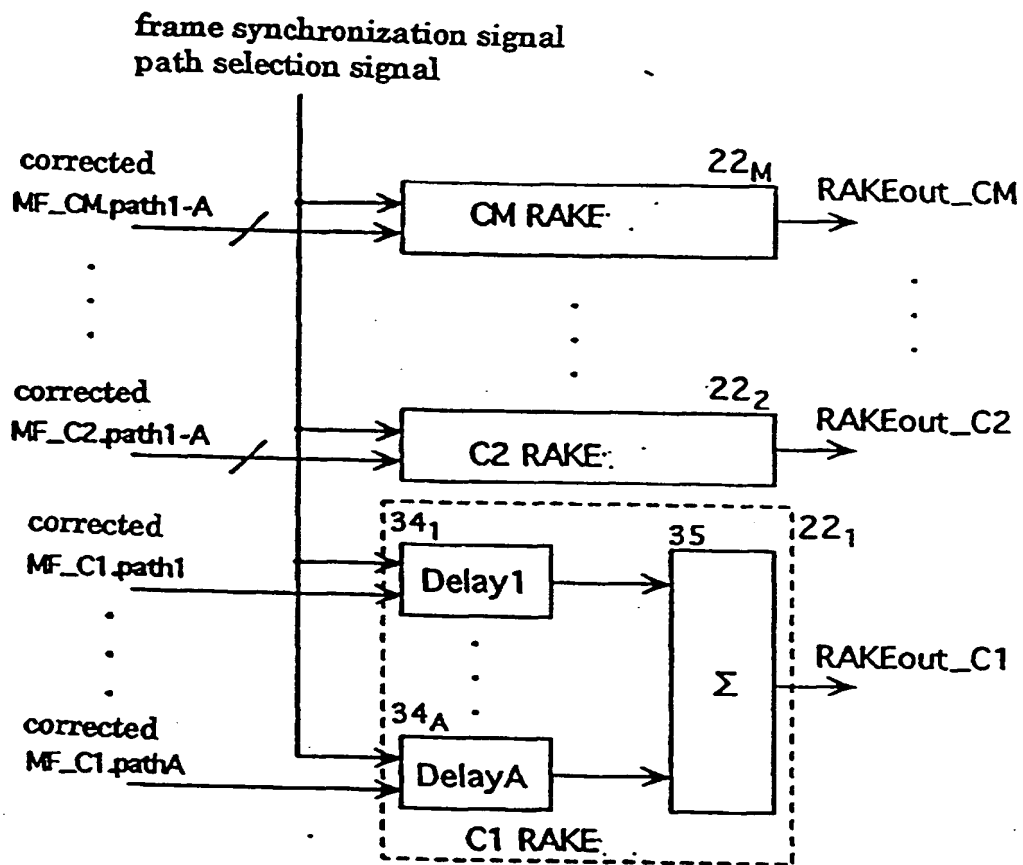 frame synchronization signal
path selection signal
corrected
MF_CM.path1-A
22M
CM RAKE
RAKEout_CM
corrected
MF_C2.path1-A
222
C2 RAKE
RAKEout_C2
corrected
MF_C1.path1
341
Delay1
35
221
Σ
RAKEout_C1
corrected
MF_C1.pathA
34A
DelayA
C1 RAKE